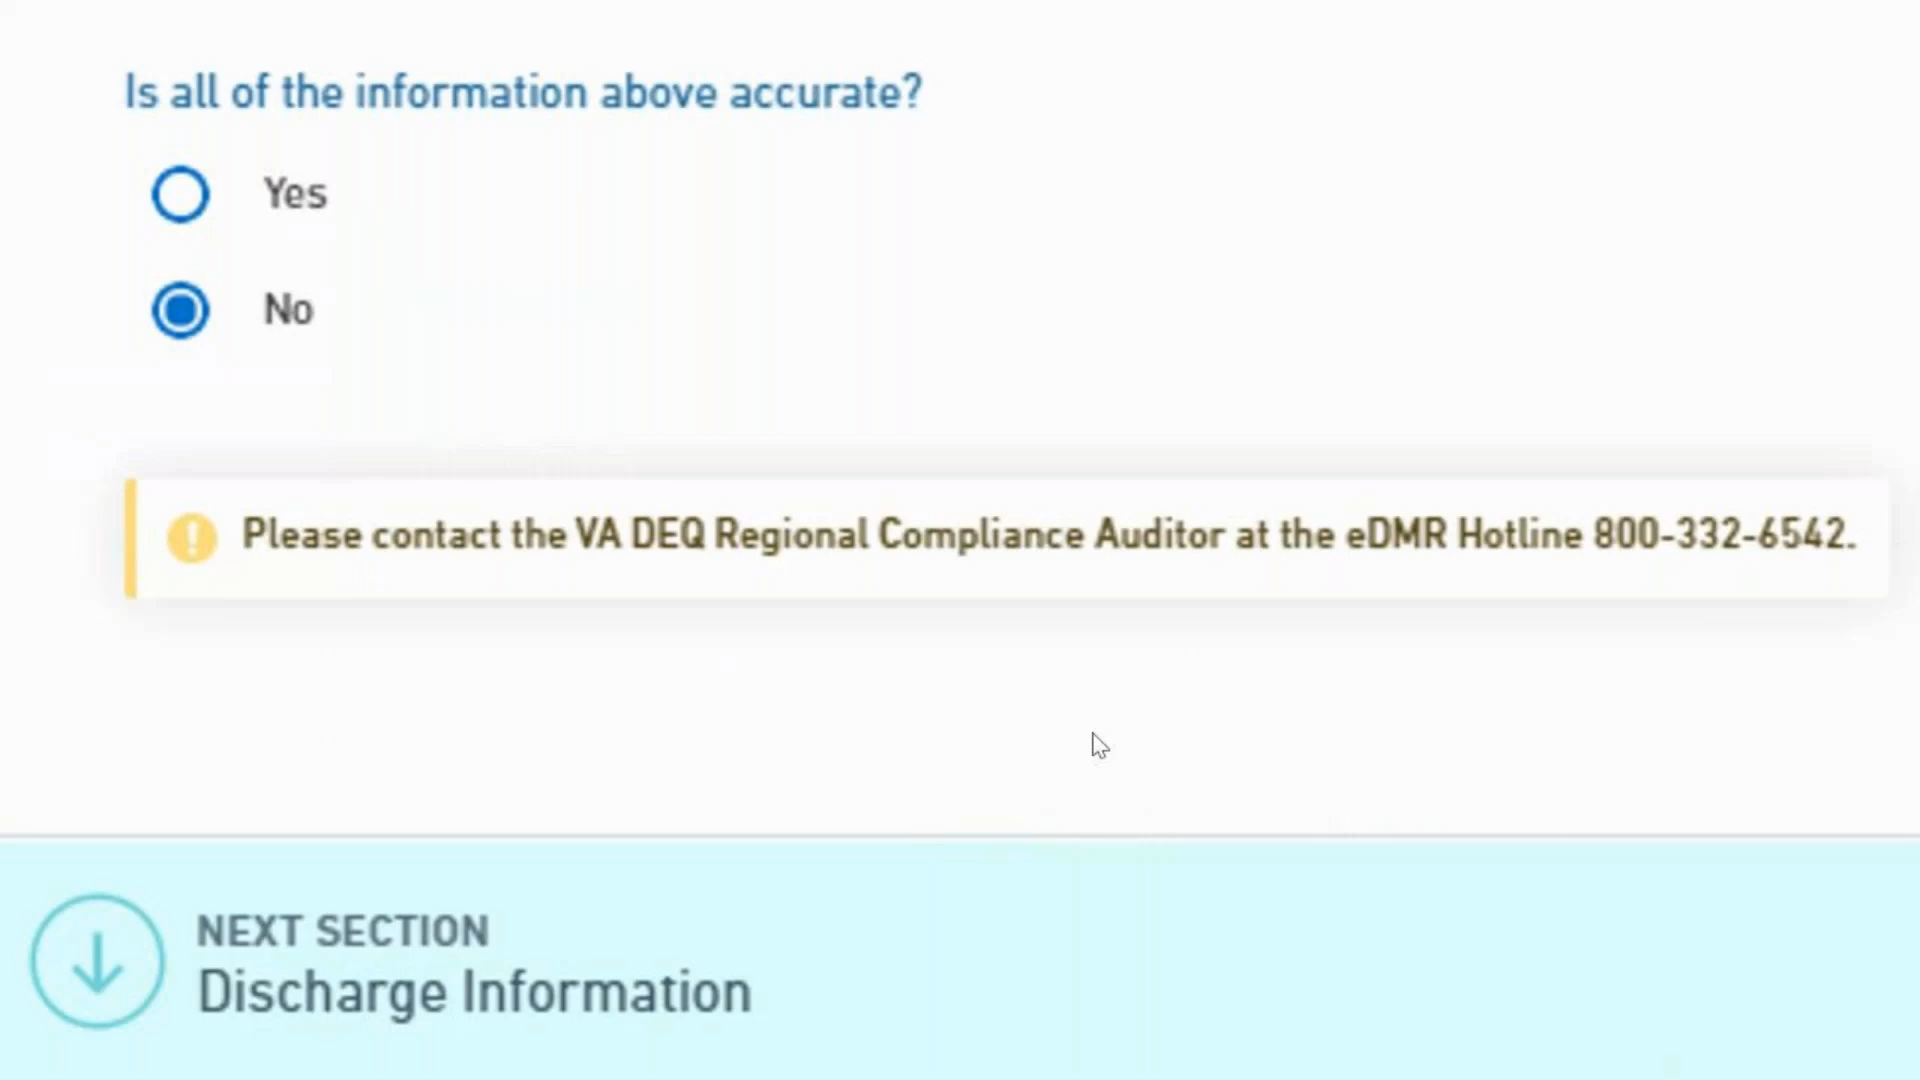 Is all of the information above accurate?
Yes
No
Please contact the VA DEQ Regional Compliance Auditor at the eDMR Hotline 800-332-6542.
NEXT SECTION
Discharge Information